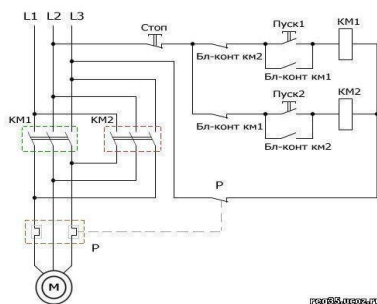 L1 L2 L3
Стоп
Пуск1
КМ1
Бл-конт км2
Бл-конт км1
Пуск2
КМ2
Бл-конт км1
Бл-конт км2
КМ1
КМ2
Р
Р
М